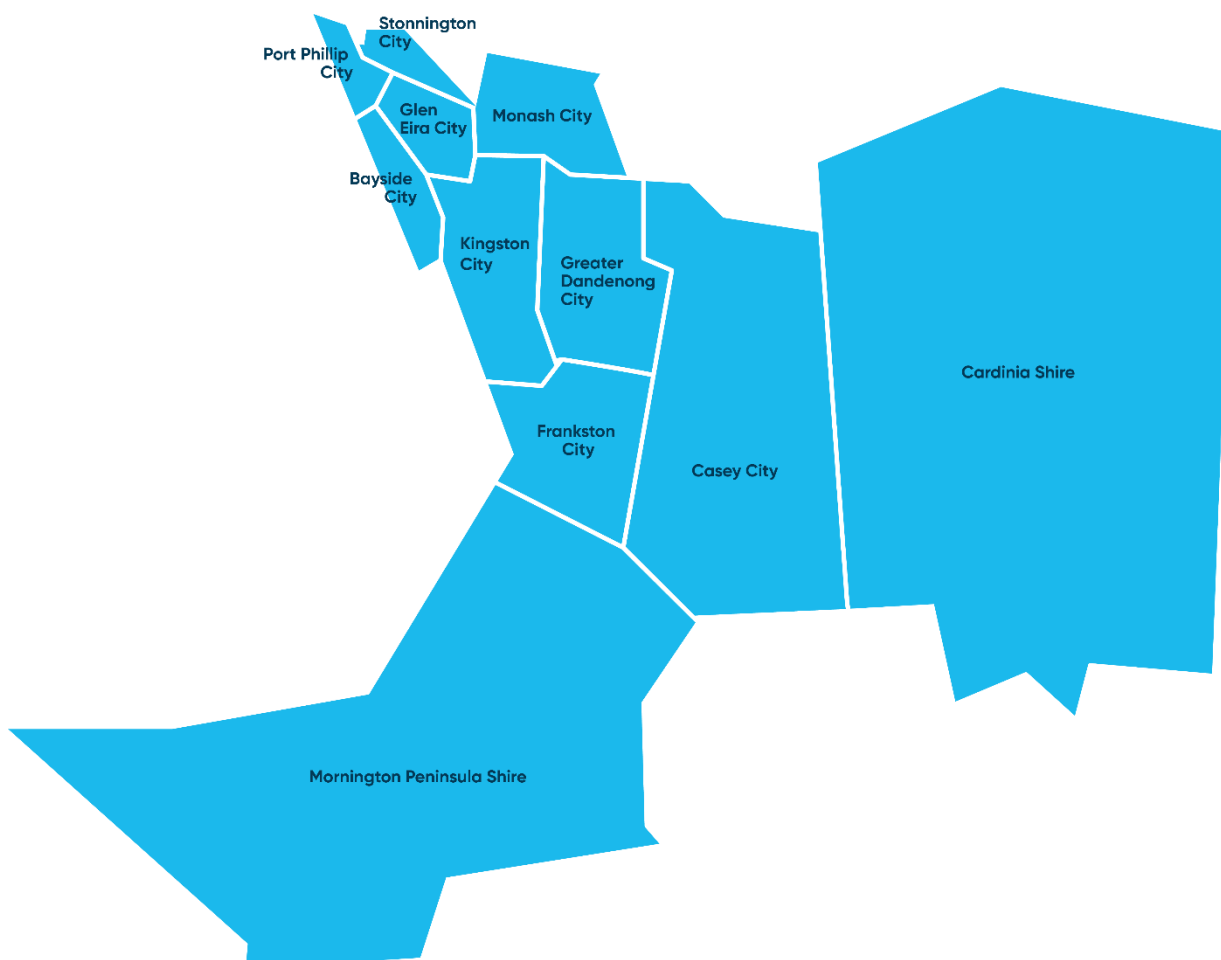 Stonnington
City
Port Phillip
City
Glen
Eira City
Monash City
Bayside
City
Kingston
City
Greater
Dandenong
City
Cardinia Shire
Frankston
City
Casey City
Mornington Peninsula Shire